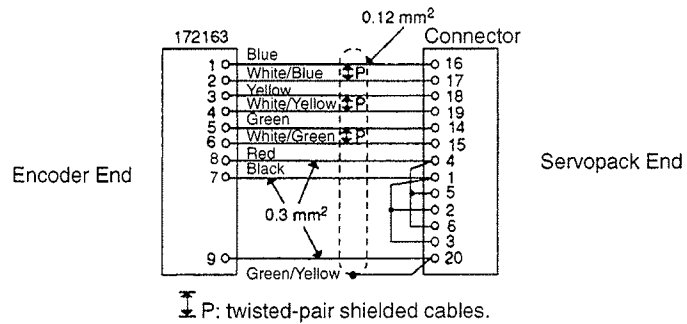 0.12 mm²
172163 Connector
Blue
1 16
White/Blue P
2 17
Yellow
3 18
White/Yellow P
4 19
Green
5 14
White/Green P
6 15
Red
8 4
Black
7 1
Encoder End Servopack End
5
0.3 mm²
2
6
3
9 20
Green/Yellow
P: twisted-pair shielded cables.